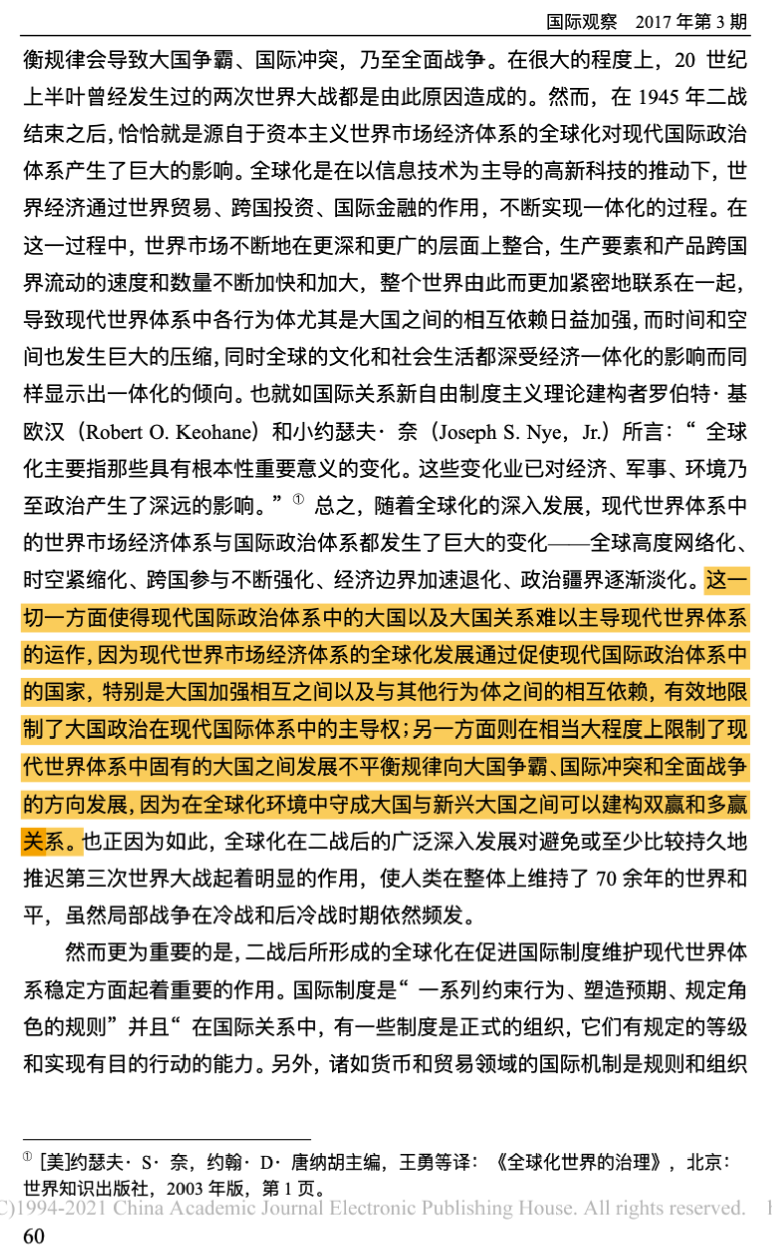 国际观察　2017 年第 3 期
衡规律会导致大国争霸、国际冲突，乃至全面战争。在很大的程度上，20 世纪
上半叶曾经发生过的两次世界大战都是由此原因造成的。然而，在 1945 年二战
结束之后，恰恰就是源自于资本主义世界市场经济体系的全球化对现代国际政治
体系产生了巨大的影响。全球化是在以信息技术为主导的高新科技的推动下，世
界经济通过世界贸易、跨国投资、国际金融的作用，不断实现一体化的过程。在
这一过程中，世界市场不断地在更深和更广的层面上整合，生产要素和产品跨国
界流动的速度和数量不断加快和加大，整个世界由此而更加紧密地联系在一起，
导致现代世界体系中各行为体尤其是大国之间的相互依赖日益加强，而时间和空
间也发生巨大的压缩，同时全球的文化和社会生活都深受经济一体化的影响而同
样显示出一体化的倾向。也就如国际关系新自由制度主义理论建构者罗伯特·基
欧汉（Robert O. Keohane）和小约瑟夫·奈（Joseph S. Nye，Jr.）所言：“ 全球
化主要指那些具有根本性重要意义的变化。这些变化业已对经济、军事、环境乃
至政治产生了深远的影响。”① 总之，随着全球化的深入发展，现代世界体系中
的世界市场经济体系与国际政治体系都发生了巨大的变化——全球高度网络化、
时空紧缩化、跨国参与不断强化、经济边界加速退化、政治疆界逐渐淡化。这一
切一方面使得现代国际政治体系中的大国以及大国关系难以主导现代世界体系
的运作，因为现代世界市场经济体系的全球化发展通过促使现代国际政治体系中
的国家，特别是大国加强相互之间以及与其他行为体之间的相互依赖，有效地限
制了大国政治在现代国际体系中的主导权；另一方面则在相当大程度上限制了现
代世界体系中固有的大国之间发展不平衡规律向大国争霸、国际冲突和全面战争
的方向发展，因为在全球化环境中守成大国与新兴大国之间可以建构双赢和多赢
关系。也正因为如此，全球化在二战后的广泛深入发展对避免或至少比较持久地
推迟第三次世界大战起着明显的作用，使人类在整体上维持了 70 余年的世界和
平，虽然局部战争在冷战和后冷战时期依然频发。
然而更为重要的是，二战后所形成的全球化在促进国际制度维护现代世界体
系稳定方面起着重要的作用。国际制度是“ 一系列约束行为、塑造预期、规定角
色的规则” 并且“ 在国际关系中，有一些制度是正式的组织，它们有规定的等级
和实现有目的行动的能力。另外，诸如货币和贸易领域的国际机制是规则和组织
① [美]约瑟夫· S· 奈，约翰· D· 唐纳胡主编，王勇等译：《全球化世界的治理》，北京：
世界知识出版社，2003 年版，第 1 页。
C)1994-2021 China Academic Journal Electronic Publishing House. All rights reserved.
60